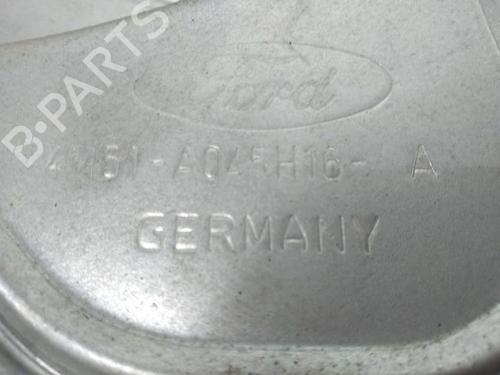 B-PARTS
Ford
4M51-A045H16- A
GERMANY